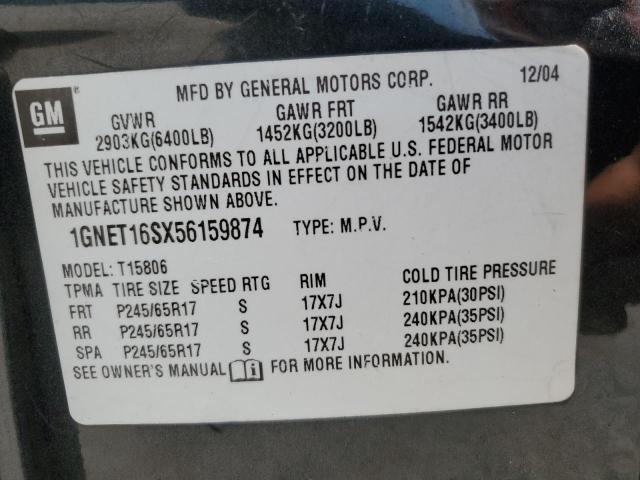 GM
MFD BY GENERAL MOTORS CORP. 12/04
GVWR GAWR FRT GAWR RR
2903KG(6400LB) 1452KG(3200LB) 1542KG(3400LB)
THIS VEHICLE CONFORMS TO ALL APPLICABLE U.S. FEDERAL MOTOR
VEHICLE SAFETY STANDARDS IN EFFECT ON THE DATE OF
MANUFACTURE SHOWN ABOVE.
1GNET16SX56159874 TYPE: M.P.V.
MODEL: T15806
TPMA TIRE SIZE SPEED RTG RIM COLD TIRE PRESSURE
FRT P245/65R17 S 17X7J 210KPA(30PSI)
RR P245/65R17 S 17X7J 240KPA(35PSI)
SPA P245/65R17 S 17X7J 240KPA(35PSI)
SEE OWNER'S MANUAL i FOR MORE INFORMATION.